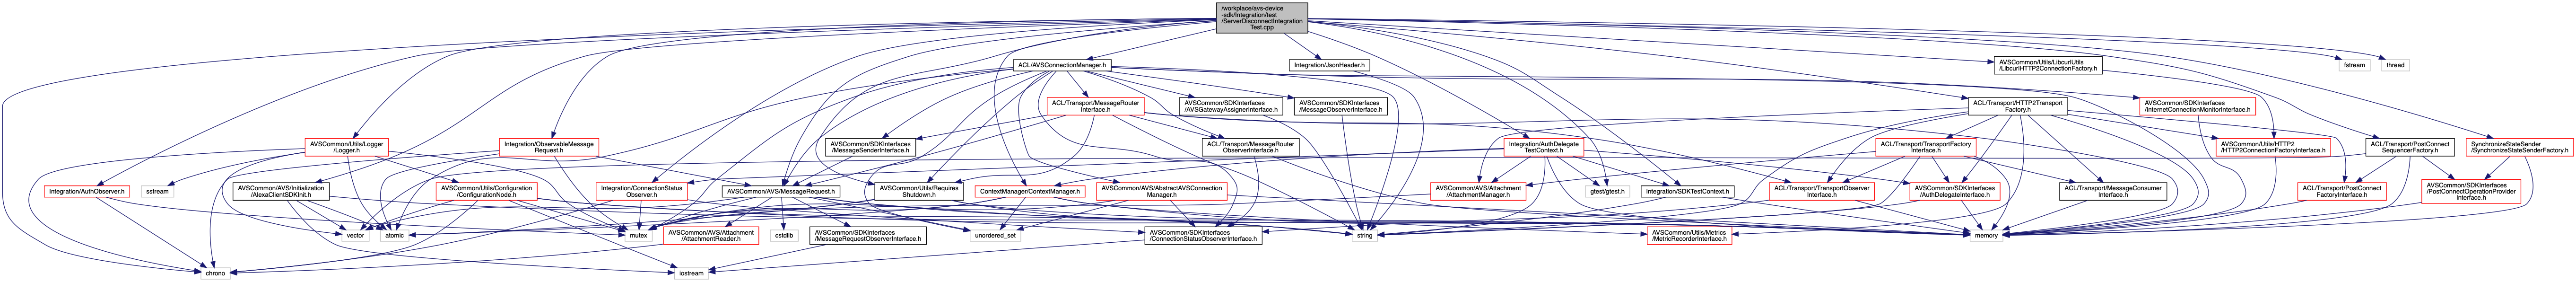 /workplace/avs-device
-sdk/Integration/test
/ServerDisconnectIntegration
Test.cpp
ACL/AVSConnectionManager.h
Integration/JsonHeader.h
AVSCommon/Utils/LibcurlUtils
/LibcurlHTTP2ConnectionFactory.h
fstream
thread
ACL/Transport/MessageRouter
Interface.h
AVSCommon/SDKInterfaces
/AVSGatewayAssignerInterface.h
AVSCommon/SDKInterfaces
/MessageObserverInterface.h
ACL/Transport/HTTP2Transport
Factory.h
AVSCommon/SDKInterfaces
/InternetConnectionMonitorInterface.h
AVSCommon/Utils/Logger
/Logger.h
Integration/ObservableMessage
Request.h
AVSCommon/SDKInterfaces
/MessageSenderInterface.h
ACL/Transport/MessageRouter
ObserverInterface.h
Integration/AuthDelegate
TestContext.h
ACL/Transport/TransportFactory
Interface.h
AVSCommon/Utils/HTTP2
/HTTP2ConnectionFactoryInterface.h
ACL/Transport/PostConnect
SequencerFactory.h
SynchronizeStateSender
/SynchronizeStateSenderFactory.h
Integration/AuthObserver.h
sstream
AVSCommon/AVS/Initialization
/AlexaClientSDKInit.h
AVSCommon/Utils/Configuration
/ConfigurationNode.h
Integration/ConnectionStatus
Observer.h
AVSCommon/AVS/MessageRequest.h
AVSCommon/Utils/Requires
Shutdown.h
ContextManager/ContextManager.h
AVSCommon/AVS/AbstractAVSConnection
Manager.h
AVSCommon/AVS/Attachment
/AttachmentManager.h
gtest/gtest.h
Integration/SDKTestContext.h
ACL/Transport/TransportObserver
Interface.h
AVSCommon/SDKInterfaces
/AuthDelegateInterface.h
ACL/Transport/MessageConsumer
Interface.h
ACL/Transport/PostConnect
FactoryInterface.h
AVSCommon/SDKInterfaces
/PostConnectOperationProvider
Interface.h
vector
atomic
mutex
AVSCommon/AVS/Attachment
/AttachmentReader.h
cstdlib
AVSCommon/SDKInterfaces
/MessageRequestObserverInterface.h
unordered_set
AVSCommon/SDKInterfaces
/ConnectionStatusObserverInterface.h
string
AVSCommon/Utils/Metrics
/MetricRecorderInterface.h
memory
chrono
iostream